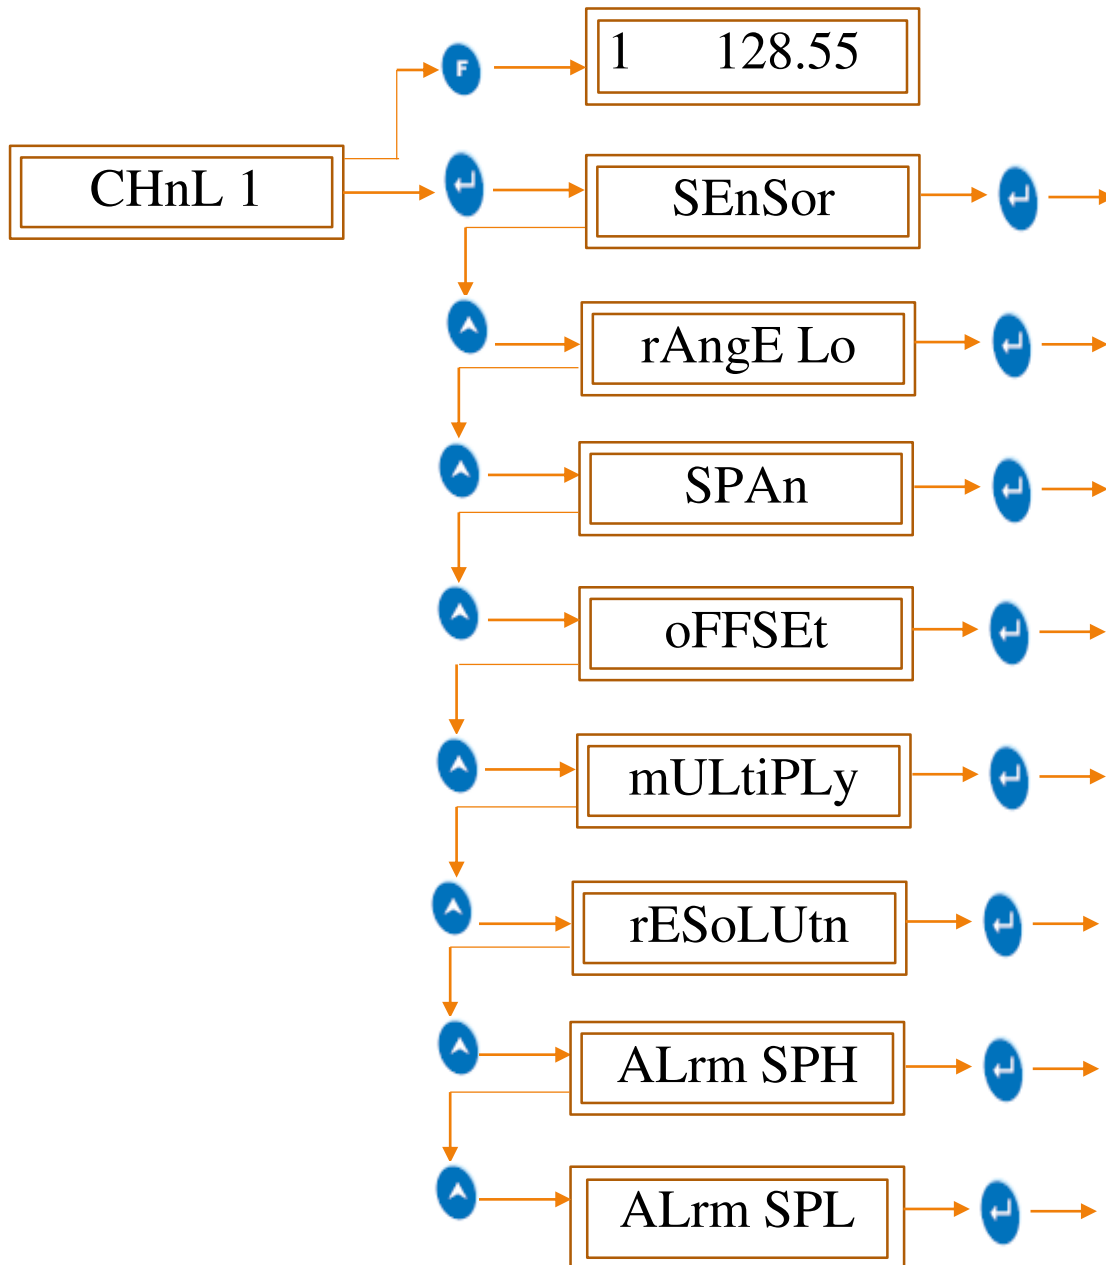 F
1 128.55
CHnL 1
SEnSor
rAngE Lo
SPAn
oFFSEt
mULtiPLy
rESoLUtn
ALrm SPH
ALrm SPL